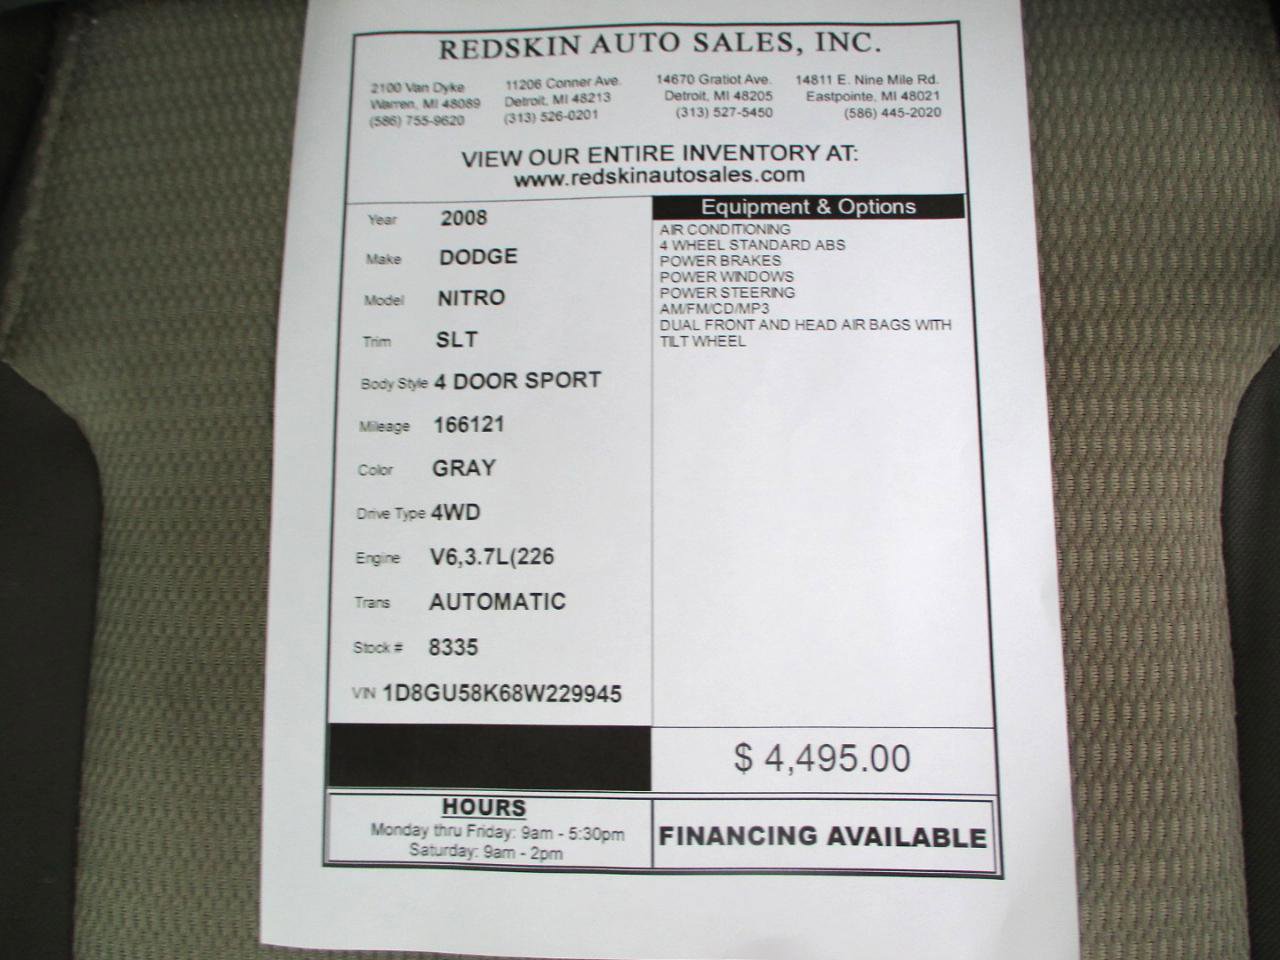 REDSKIN AUTO SALES, INC.
2100 Van Dyke
Warren, MI 48089
(586) 755-9620
11206 Conner Ave.
Detroit, MI 48213
(313) 526-0201
14670 Gratiot Ave.
Detroit, MI 48205
(313) 527-5450
14811 E. Nine Mile Rd.
Eastpointe, MI 48021
(586) 445-2020
VIEW OUR ENTIRE INVENTORY AT:
www.redskinautosales.com
Year 2008
Make DODGE
Model NITRO
Trim SLT
Body Style 4 DOOR SPORT
Mileage 166121
Color GRAY
Drive Type 4WD
Engine V6,3.7L(226
Trans AUTOMATIC
Stock # 8335
VIN 1D8GU58K68W229945
Equipment & Options
AIR CONDITIONING
4 WHEEL STANDARD ABS
POWER BRAKES
POWER WINDOWS
POWER STEERING
AM/FM/CD/MP3
DUAL FRONT AND HEAD AIR BAGS WITH
TILT WHEEL
$ 4,495.00
HOURS
Monday thru Friday: 9am - 5:30pm
Saturday: 9am - 2pm
FINANCING AVAILABLE